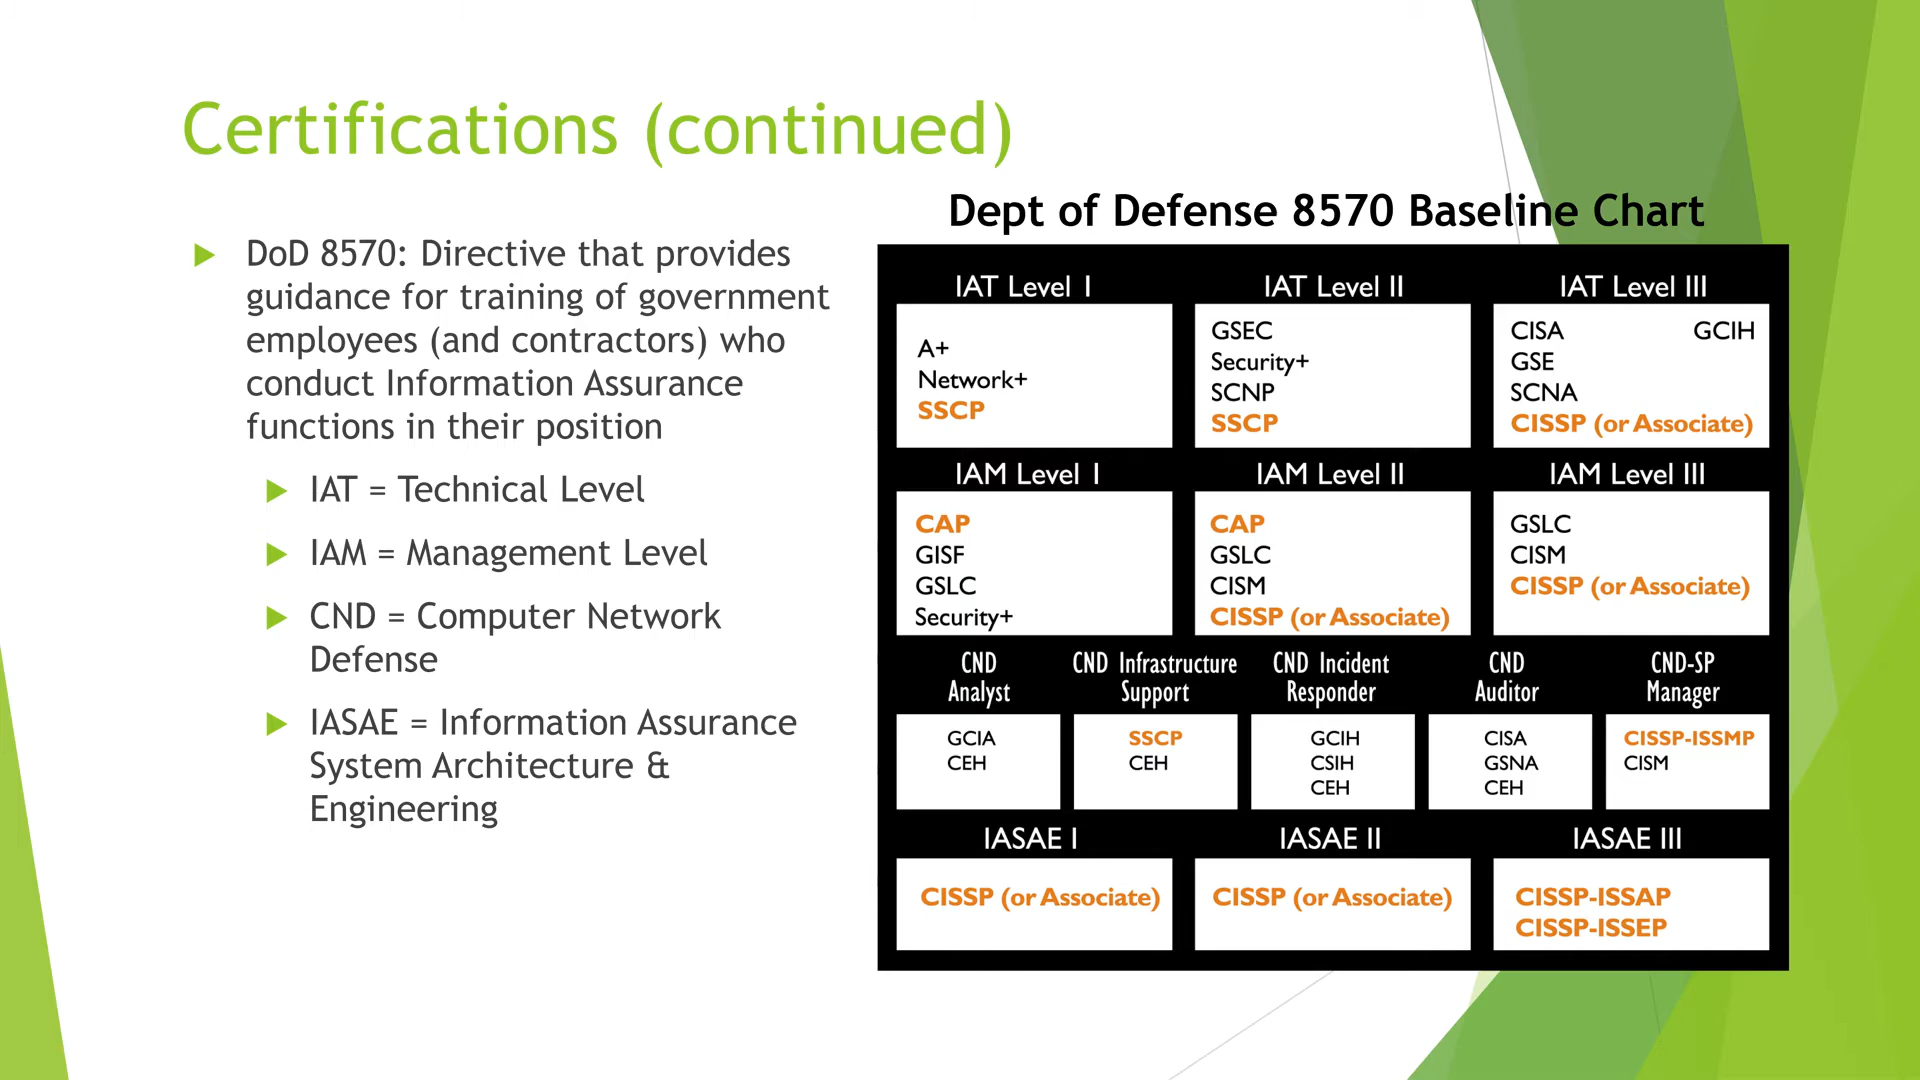 Certifications (continued)
DoD 8570: Directive that provides
guidance for training of government
employees (and contractors) who
conduct Information Assurance
functions in their position
IAT = Technical Level
IAM = Management Level
CND = Computer Network
Defense
IASAE = Information Assurance
System Architecture &
Engineering
Dept of Defense 8570 Baseline Chart
IAT Level I
A+
Network+
SSCP
IAT Level II
GSEC
Security+
SCNP
SSCP
IAT Level III
CISA GCIH
GSE
SCNA
CISSP (or Associate)
IAM Level I
CAP
GISF
GSLC
Security+
IAM Level II
CAP
GSLC
CISM
CISSP (or Associate)
IAM Level III
GSLC
CISM
CISSP (or Associate)
CND
Analyst
GCIA
CEH
CND Infrastructure
Support
SSCP
CEH
CND Incident
Responder
GCIH
CSIH
CEH
CND
Auditor
CISA
GSNA
CEH
CND-SP
Manager
CISSP-ISSMP
CISM
IASAE I
CISSP (or Associate)
IASAE II
CISSP (or Associate)
IASAE III
CISSP-ISSAP
CISSP-ISSEP